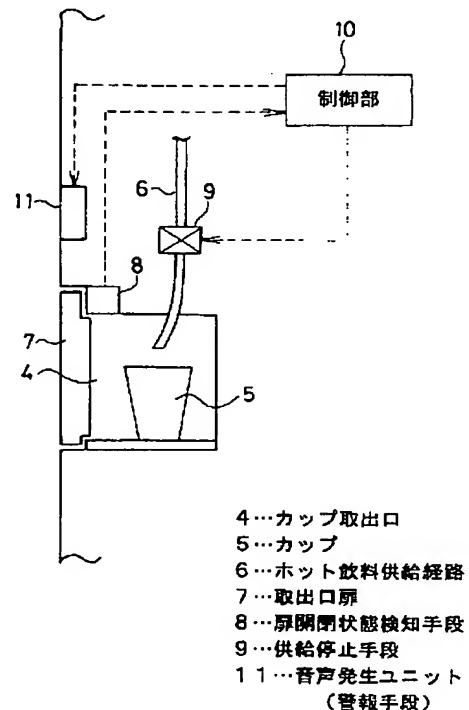 10
制御部
11
6
9
8
7
4
5
4…カップ取出口
5…カップ
6…ホット飲料供給経路
7…取出口扉
8…扉開閉状態検知手段
9…供給停止手段
11…音声発生ユニット
(警報手段)